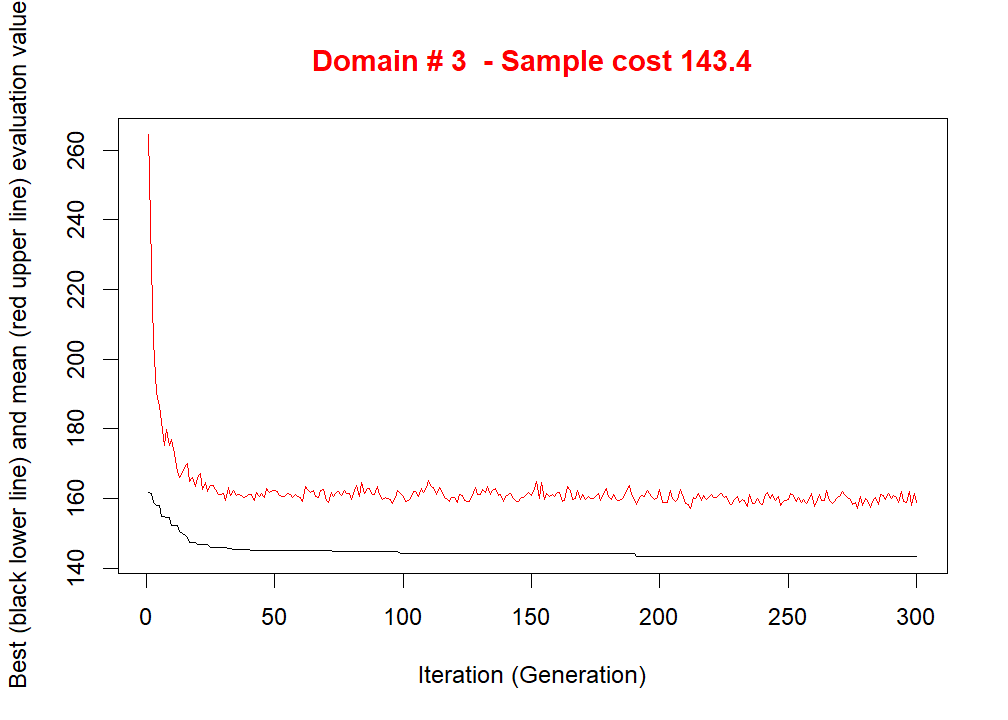 Domain # 3  - Sample cost 143.4
Best (black lower line) and mean (red upper line) evaluation value
260
240
220
200
180
160
140
0 50 100 150 200 250 300
Iteration (Generation)